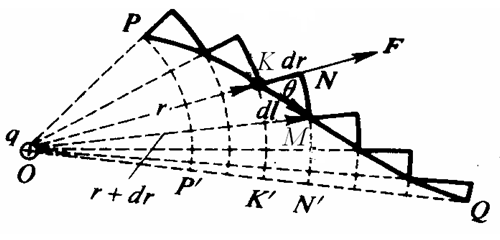 P
K dr F
N
r θ
dl
M
q
O
r + dr P' K' N' Q